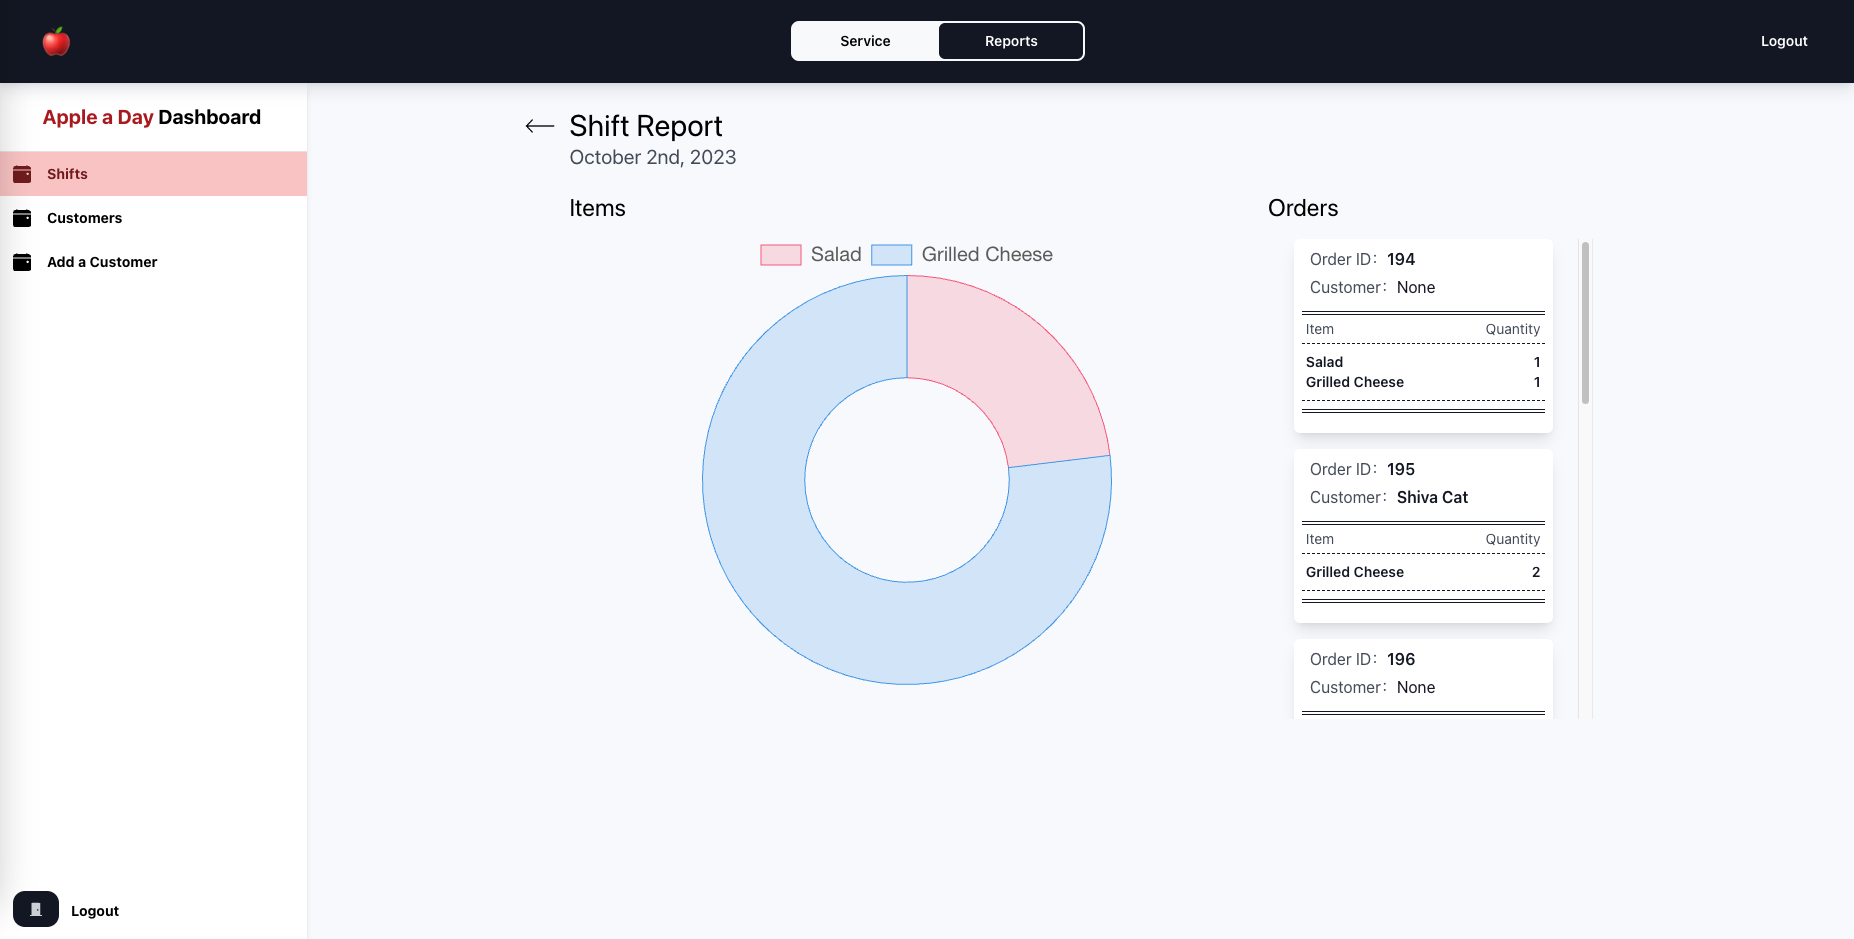 Service
Reports
Logout
Apple a Day Dashboard
Shifts
Customers
Add a Customer
Logout
Shift Report
October 2nd, 2023
Items
Salad
Grilled Cheese
Orders
Order ID: 194
Customer: None
Item Quantity
Salad 1
Grilled Cheese 1
Order ID: 195
Customer: Shiva Cat
Item Quantity
Grilled Cheese 2
Order ID: 196
Customer: None